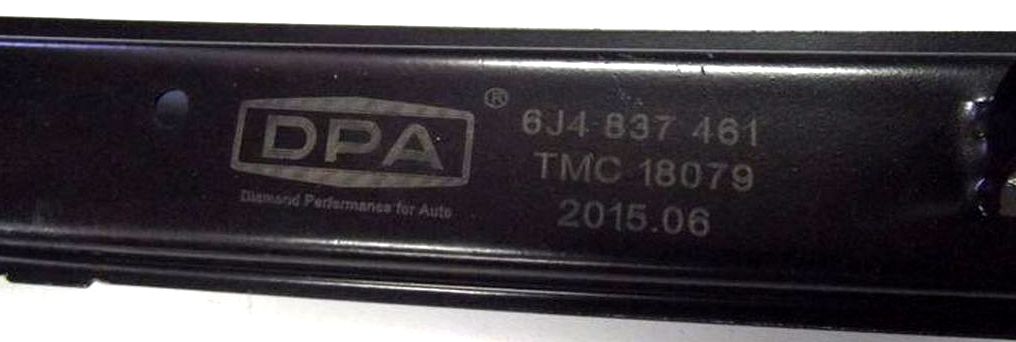 DPA®
Diamond Performance for Auto
6J4 837 461
TMC 18079
2015.06